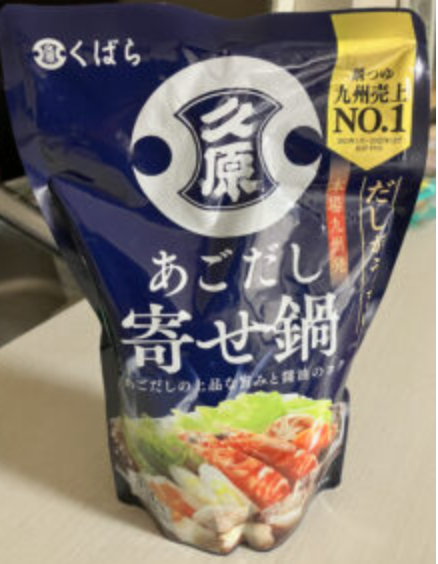 くばら
鍋つゆ
九州売上
NO.1
久
原
本場九州発
だし
あごだし
寄せ鍋
あごだしの上品な旨みと醤油のコク